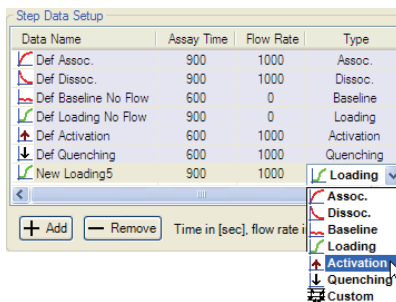 Step Data Setup
Data Name Assay Time Flow Rate Type
Def Assoc. 900 1000 Assoc.
Def Dissoc. 900 1000 Dissoc.
Def Baseline No Flow 600 0 Baseline
Def Loading No Flow 900 0 Loading
Def Activation 600 1000 Activation
Def Quenching 600 1000 Quenching
New Loading5 900 1000 Loading
Assoc.
Dissoc.
Baseline
Loading
Activation
Quenching
Custom
Add Remove Time in [sec], flow rate i